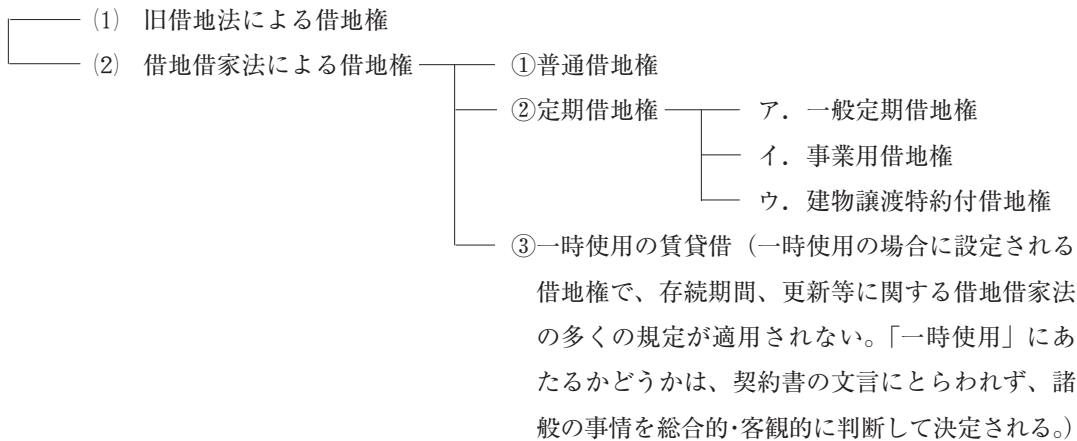 ⑴　旧借地法による借地権
⑵　借地借家法による借地権
①普通借地権
②定期借地権
ア．一般定期借地権
イ．事業用借地権
ウ．建物譲渡特約付借地権
③一時使用の賃貸借（一時使用の場合に設定される
借地権で、存続期間、更新等に関する借地借家法
の多くの規定が適用されない。「一時使用」にあ
たるかどうかは、契約書の文言にとらわれず、諸
般の事情を総合的･客観的に判断して決定される。）